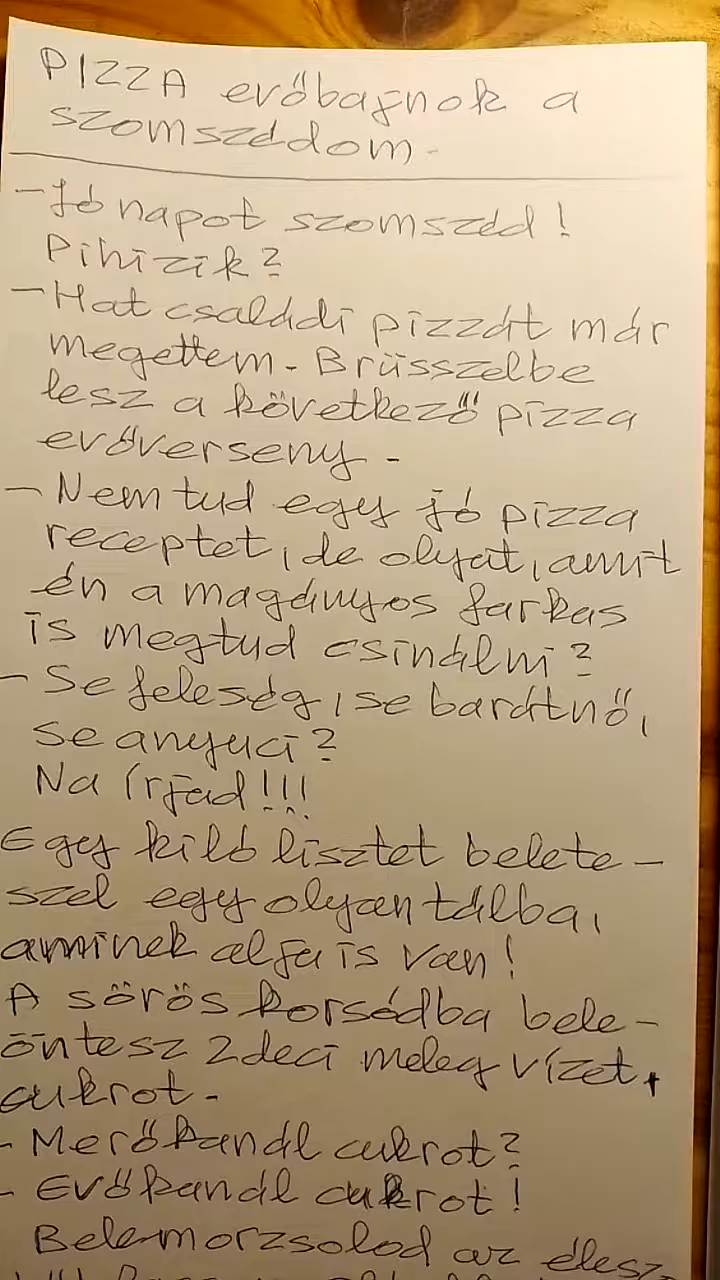 PIZZA evőbajnok a
szomszédom.
- Jó napot szomszéd!
Pihizik?
- Hat családi pizzát már
megettem. Brüsszelbe
lesz a következő pizza
evőverseny.
- Nem tud egy jó pizza
receptet, de olyat, amit
én a magányos farkas
is megtud csinálni?
- Se feleség, se barátnő,
se anyuci?
Na írjad!!!
Egy kiló lisztet belete-
szel egy olyan tálba,
aminek alja is van!
A sörös korsódba bele-
öntesz 2 deci meleg vízet +
cukrot.
- Merőkanál cukrot?
- Evőkanál cukrot!
Belemorzsolod az élesz